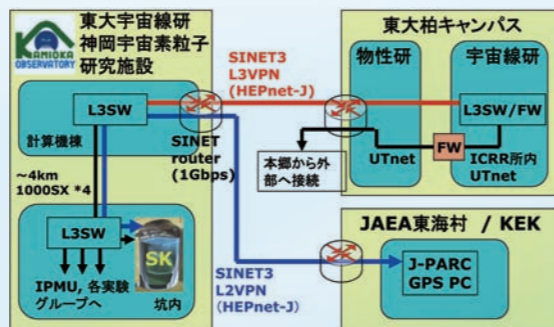 KAMIOKA
OBSERVATORY
東大宇宙線研
神岡宇宙素粒子
研究施設
L3SW
計算機棟
~4km
1000SX *4
L3SW
SK
IPMU, 各実験
グループへ
坑内
SINET3
L3VPN
(HEPnet-J)
SINET
router
(1Gbps)
本郷から外
部へ接続
SINET3
L2VPN
(HEPnet-J)
東大柏キャンパス
物性研
UTnet
宇宙線研
L3SW/FW
FW
ICRR所内
UTnet
JAEA東海村 / KEK
J-PARC
GPS PC